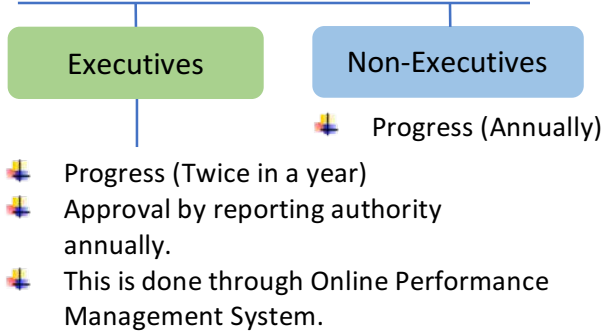 Executives
Non-Executives
Progress (Annually)
Progress (Twice in a year)
Approval by reporting authority
annually.
This is done through Online Performance
Management System.